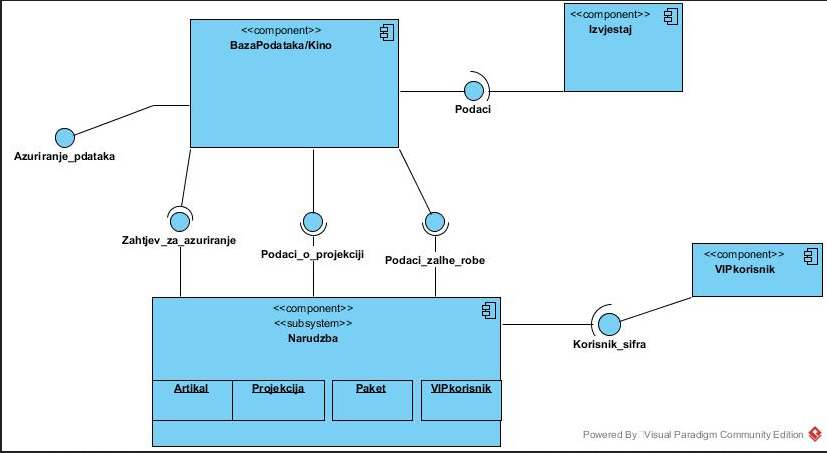 <<component>>
BazaPodataka/Kino
<<component>>
Izvjestaj
Podaci
Azuriranje_pdataka
Zahtjev_za_azuriranje
Podaci_o_projekciji
Podaci_zalhe_robe
<<component>>
VIPkorisnik
<<component>>
<<subsystem>>
Narudzba
Korisnik_sifra
Artikal
Projekcija
Paket
VIPkorisnik
Powered By Visual Paradigm Community Edition